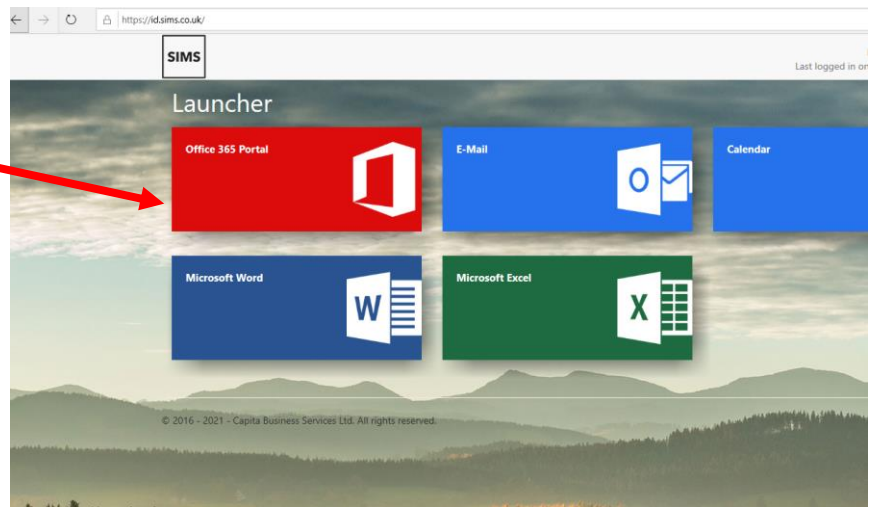 https://id.sims.co.uk/
SIMS
Last logged in on
Launcher
Office 365 Portal
E-Mail
Calendar
O
Microsoft Word
Microsoft Excel
W
X
© 2016 - 2021 - Capita Business Services Ltd. All rights reserved.